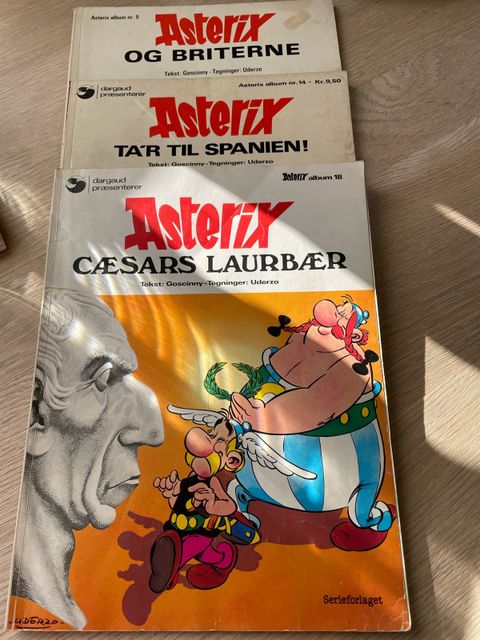 Asterix album nr. 5
Asterix
OG BRITERNE
Tekst: Goscinny - Tegninger: Uderzo
dargaud
præsenterer
Asterix album nr. 14 - Kr. 9,50
Asterix
TA'R TIL SPANIEN!
Tekst: Goscinny - Tegninger: Uderzo
dargaud
præsenterer
Asterix album 18
Asterix
CÆSARS LAURBÆR
Tekst: Goscinny - Tegninger: Uderzo
UDERZO
Serieforlaget